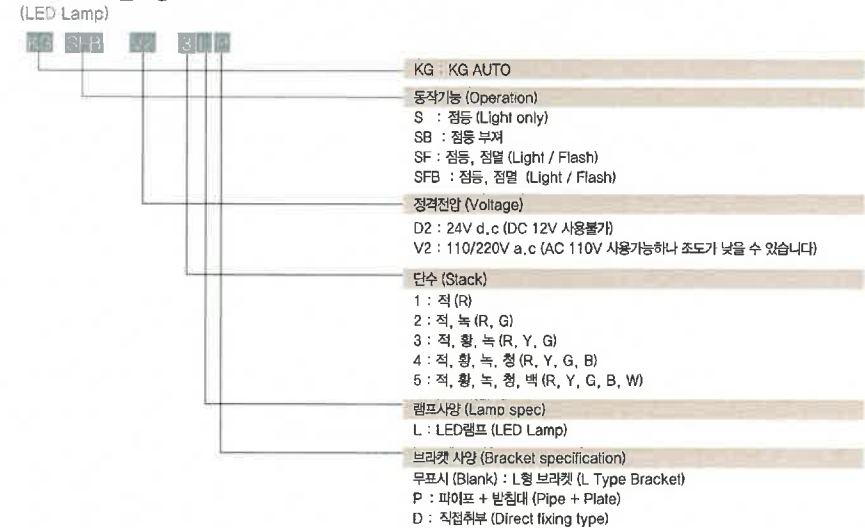 (LED Lamp)
KG SFB V2 3 L P
KG : KG AUTO
동작기능 (Operation)
S : 점등 (Light only)
SB : 점등 부저
SF : 점등, 점멸 (Light / Flash)
SFB : 점등, 점멸 (Light / Flash)
정격전압 (Voltage)
D2 : 24V d.c (DC 12V 사용불가)
V2 : 110/220V a.c (AC 110V 사용가능하나 조도가 낮을 수 있습니다)
단수 (Stack)
1 : 적 (R)
2 : 적, 녹 (R, G)
3 : 적, 황, 녹 (R, Y, G)
4 : 적, 황, 녹, 청 (R, Y, G, B)
5 : 적, 황, 녹, 청, 백 (R, Y, G, B, W)
램프사양 (Lamp spec)
L : LED램프 (LED Lamp)
브라켓 사양 (Bracket specification)
무표시 (Blank) : L형 브라켓 (L Type Bracket)
P : 파이프 + 받침대 (Pipe + Plate)
D : 직접취부 (Direct fixing type)